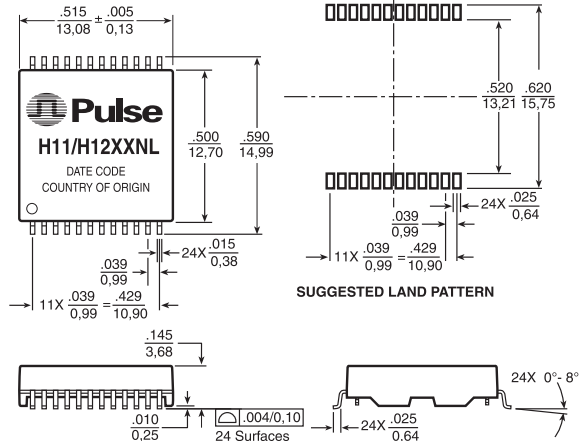 .515 ± .005
13,08 0,13
Pulse
H11/H12XXNL
DATE CODE
COUNTRY OF ORIGIN
.500
12,70
.590
14,99
24X .015
0,38
.039
0,99
11X .039 = .429
0,99 10,90
.520
13,21
.620
15,75
24X .025
0,64
.039
0,99
11X .039 = .429
0,99 10,90
SUGGESTED LAND PATTERN
.145
3,68
.010
0,25
.004/0,10
24 Surfaces
24X 0°- 8°
24X .025
0.64